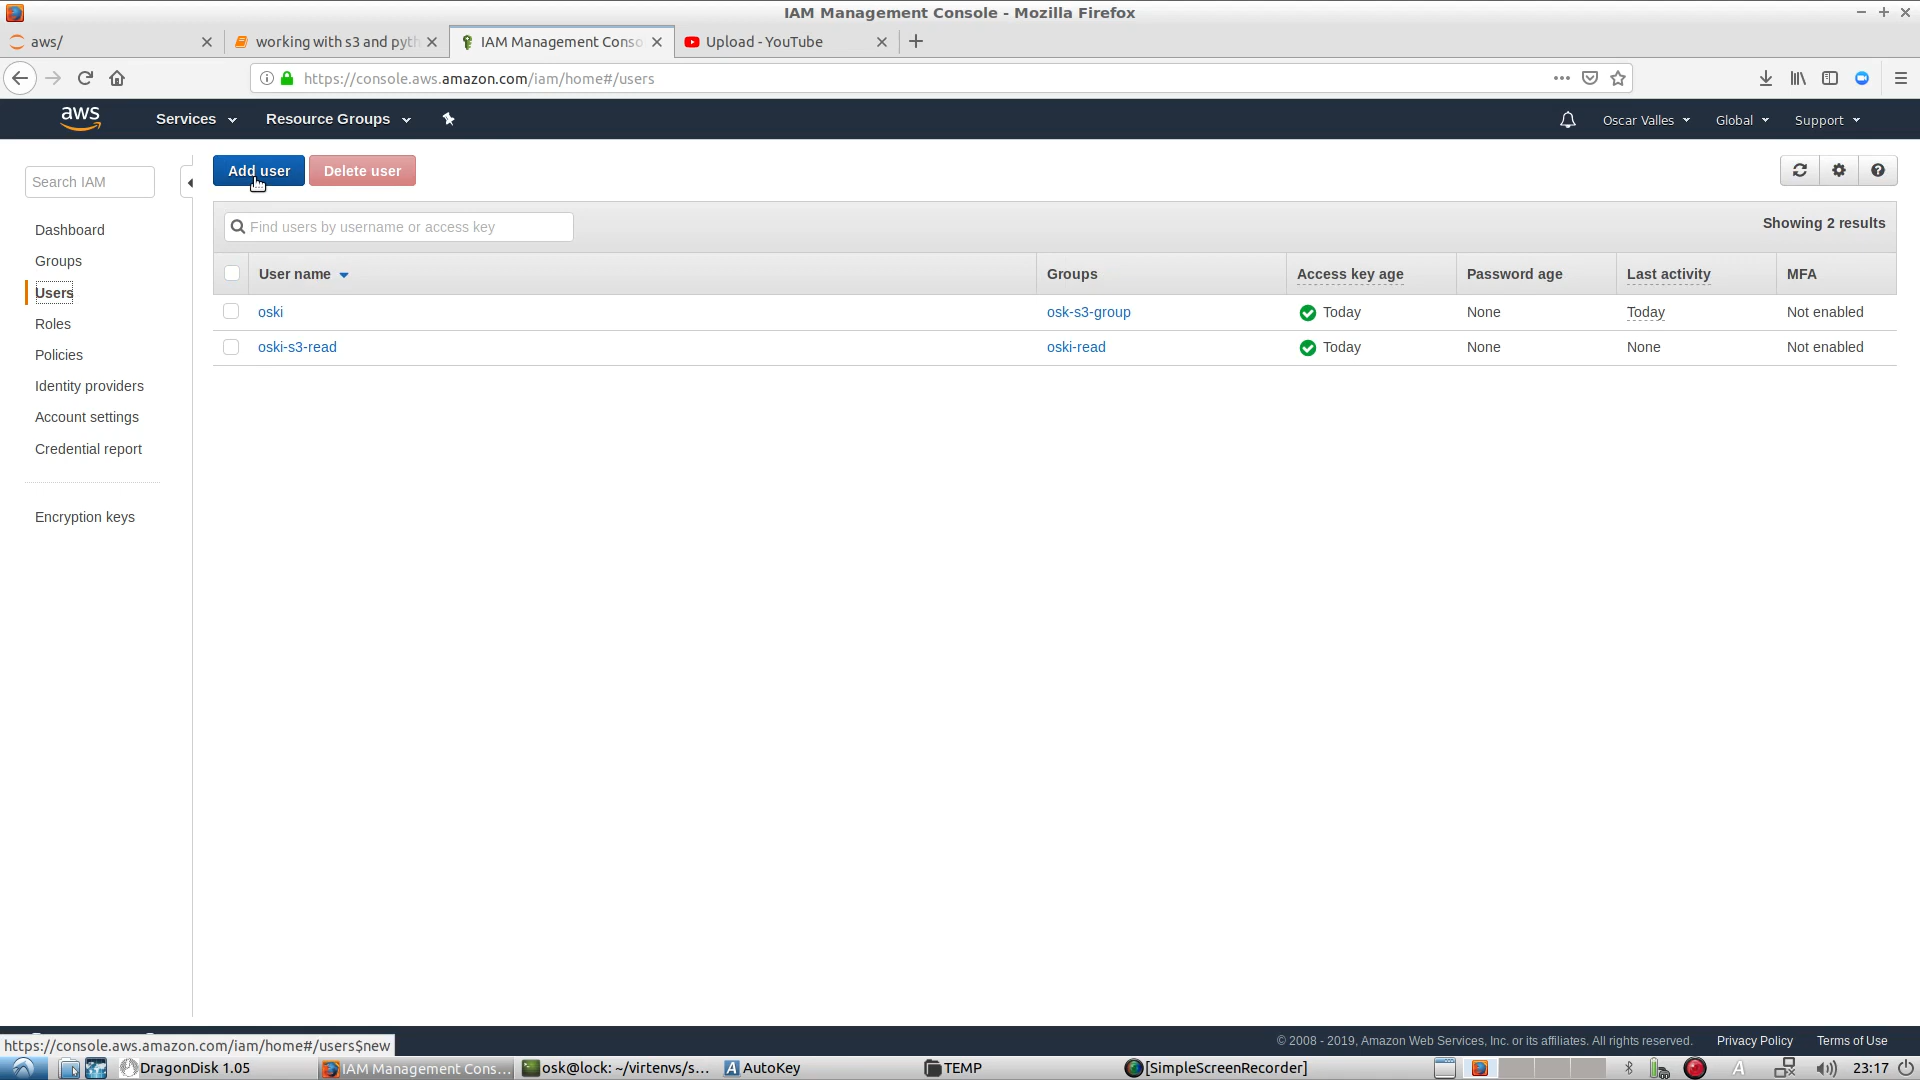 IAM Management Console - Mozilla Firefox
aws/
working with s3 and pyth
IAM Management Conso
Upload - YouTube
https://console.aws.amazon.com/iam/home#/users
aws
Services
Resource Groups
Oscar Valles
Global
Support
Search IAM
Dashboard
Groups
Users
Roles
Policies
Identity providers
Account settings
Credential report
Encryption keys
Add user
Delete user
Find users by username or access key
Showing 2 results
User name Groups Access key age Password age Last activity MFA
oski osk-s3-group Today None Today Not enabled
oski-s3-read oski-read Today None None Not enabled
© 2008 - 2019, Amazon Web Services, Inc. or its affiliates. All rights reserved. Privacy Policy Terms of Use
https://console.aws.amazon.com/iam/home#/users$new
DragonDisk 1.05
IAM Management Cons...
osk@lock: ~/virtenvs/s...
AutoKey
TEMP
[SimpleScreenRecorder]
23:17